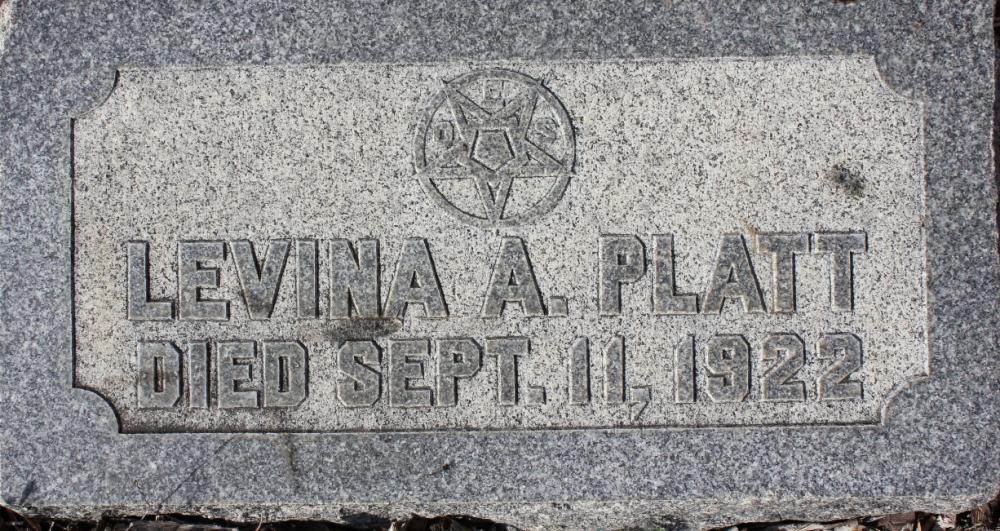 O E S
LEVINA A. PLATT
DIED SEPT. 11, 1922